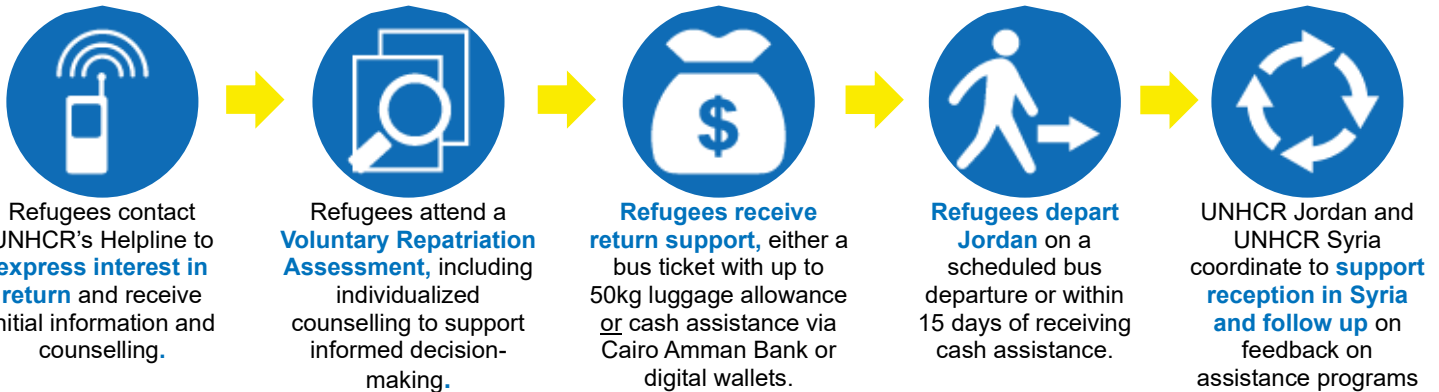 Refugees contact
UNHCR's Helpline to
express interest in
return and receive
initial information and
counselling.
Refugees attend a
Voluntary Repatriation
Assessment, including
individualized
counselling to support
informed decision-
making.
Refugees receive
return support, either a
bus ticket with up to
50kg luggage allowance
or cash assistance via
Cairo Amman Bank or
digital wallets.
Refugees depart
Jordan on a
scheduled bus
departure or within
15 days of receiving
cash assistance.
UNHCR Jordan and
UNHCR Syria
coordinate to support
reception in Syria
and follow up on
feedback on
assistance programs
$